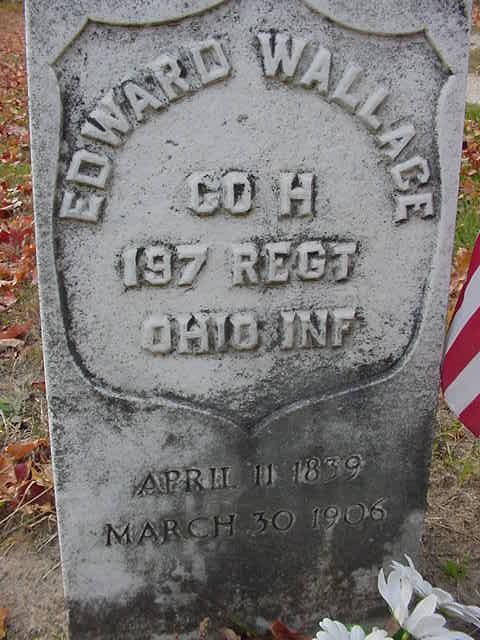 EDWARD WALLACE
CO H
197 REGT
OHIO INF
APRIL 11 1839
MARCH 30 1906